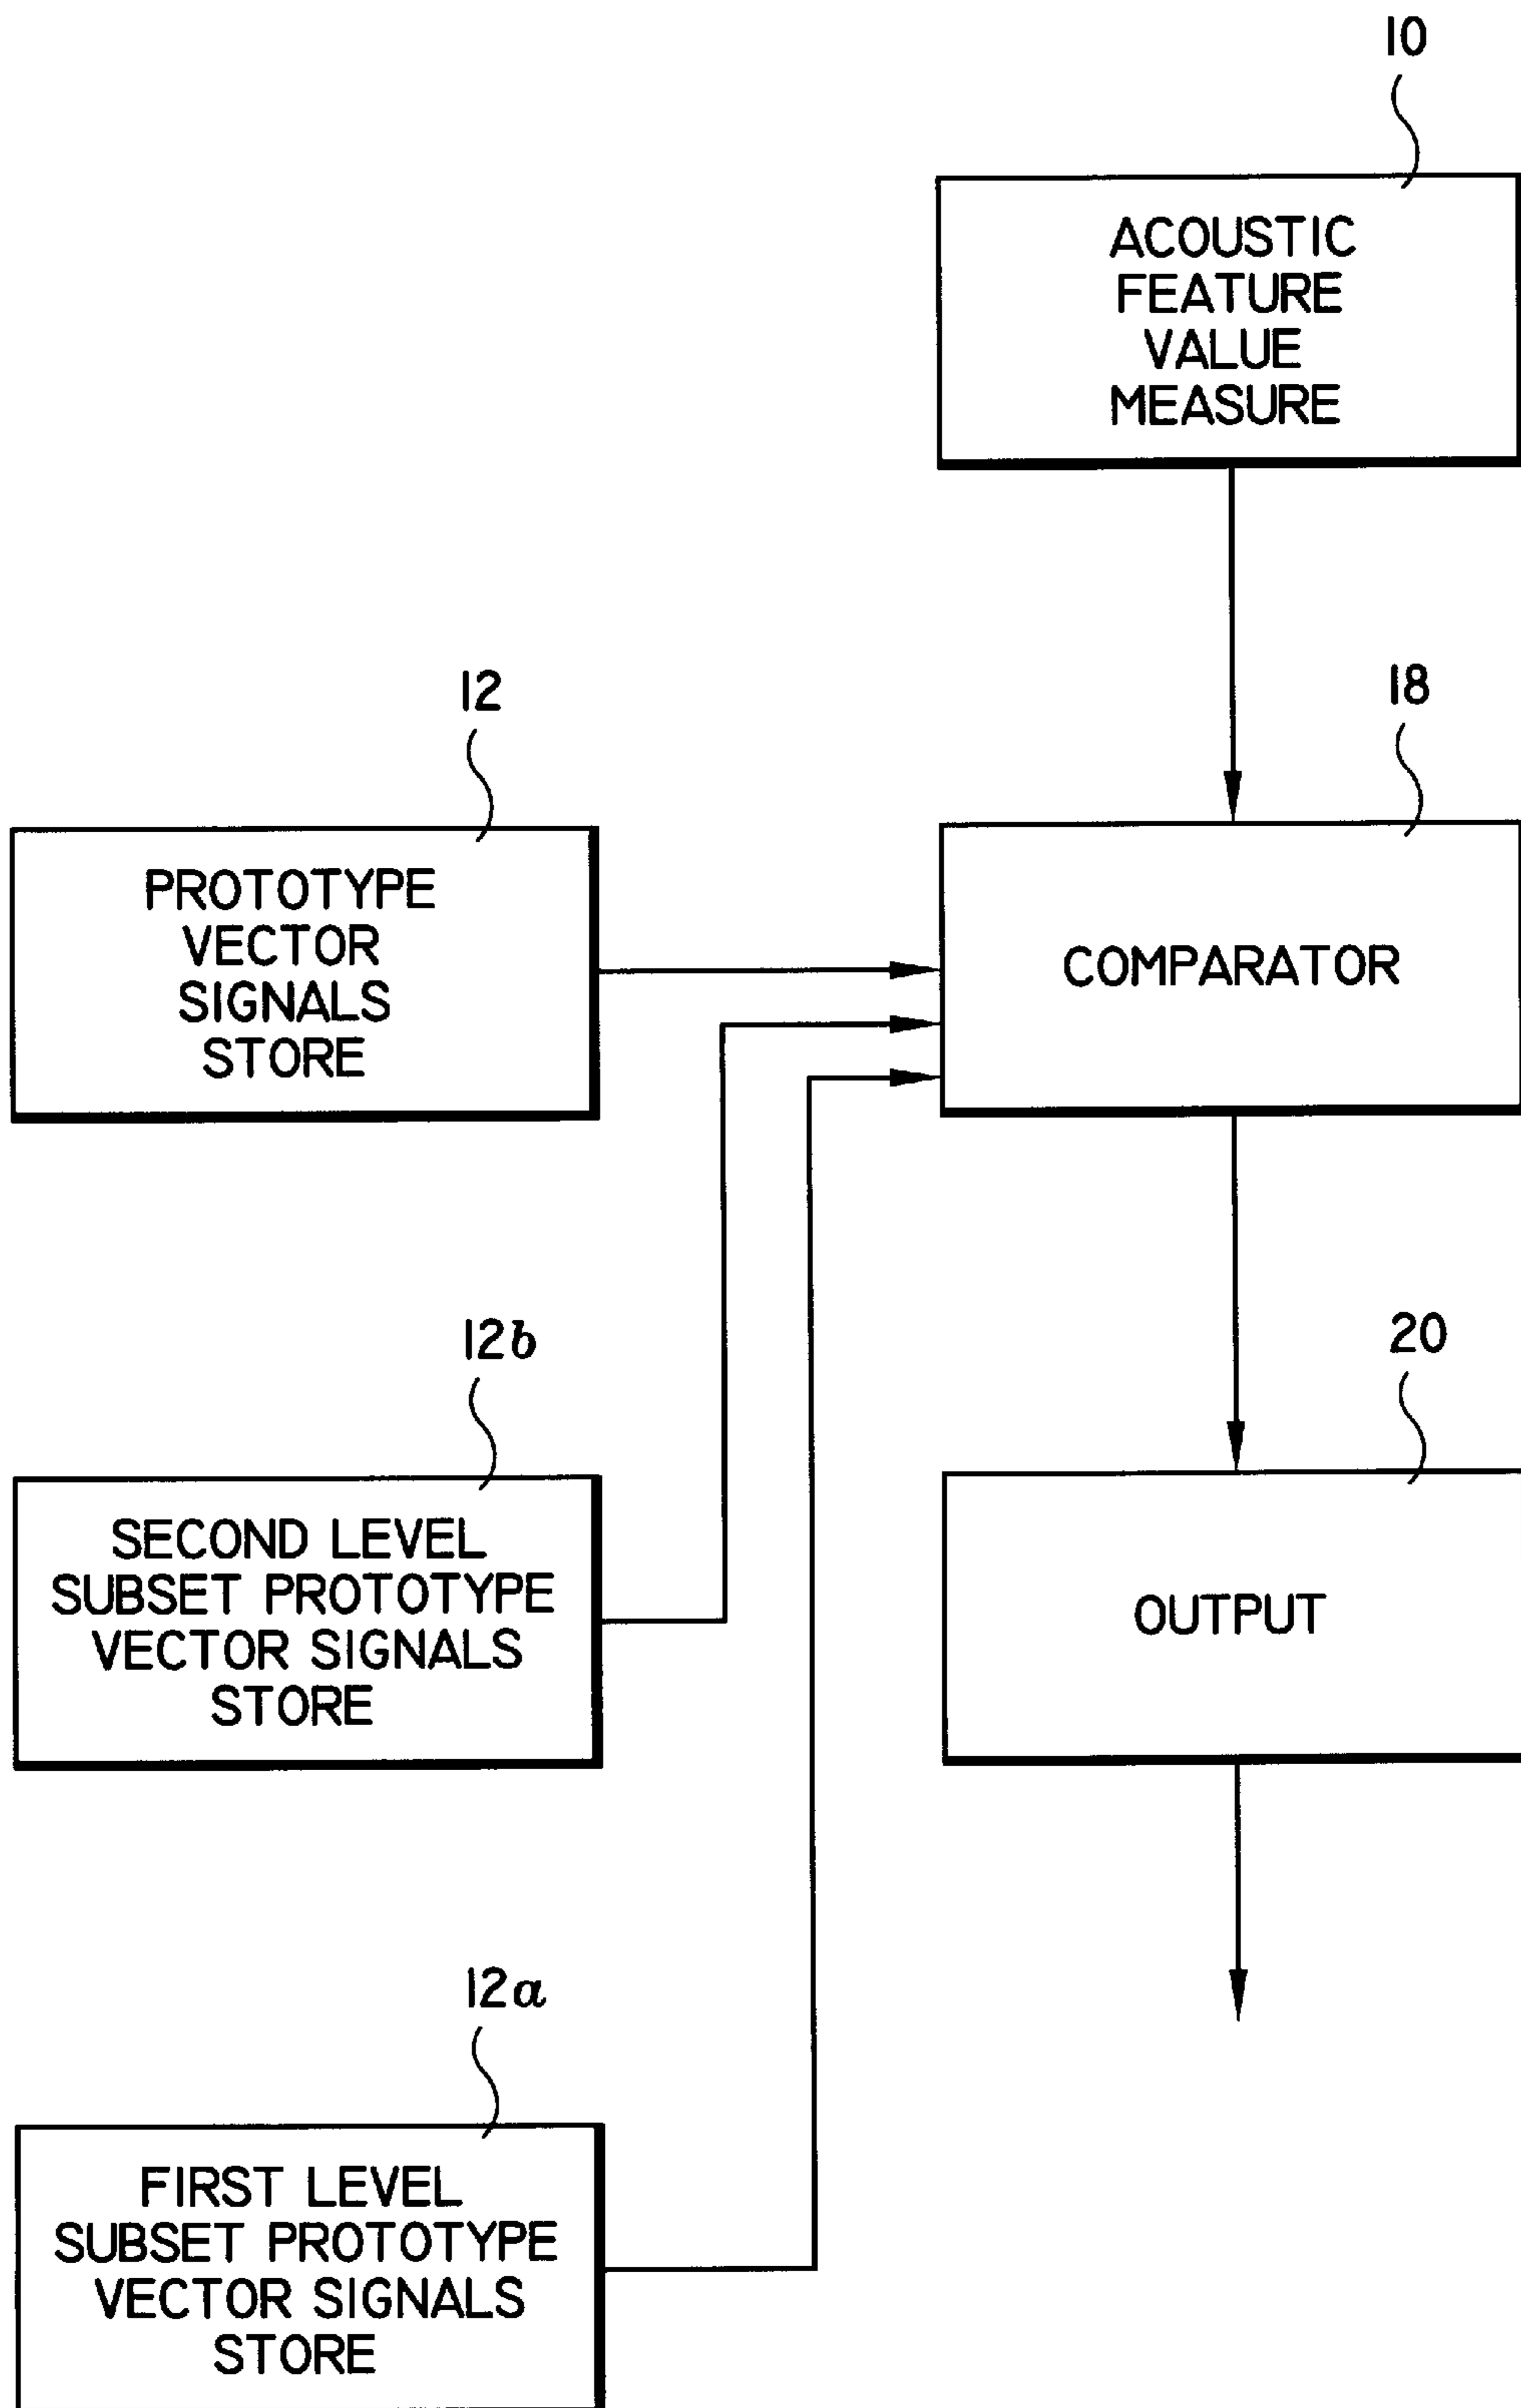 10
ACOUSTIC
FEATURE
VALUE
MEASURE
12
PROTOTYPE
VECTOR
SIGNALS
STORE
18
COMPARATOR
12b
SECOND LEVEL
SUBSET PROTOTYPE
VECTOR SIGNALS
STORE
20
OUTPUT
12a
FIRST LEVEL
SUBSET PROTOTYPE
VECTOR SIGNALS
STORE